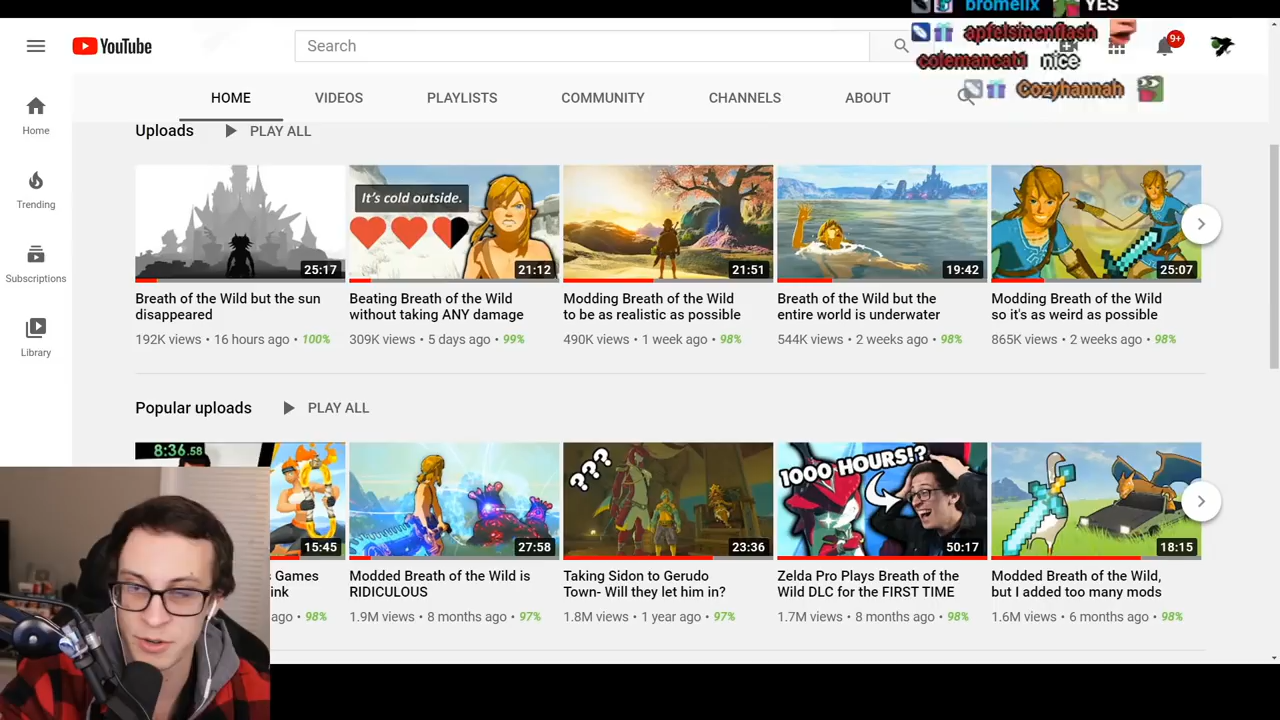 bromelix YES
YouTube
Search
9+
apfelsinenflash
colemancat1 nice
Cozyhannah
HOME VIDEOS PLAYLISTS COMMUNITY CHANNELS ABOUT
Home
Trending
Subscriptions
Library
Uploads PLAY ALL
It's cold outside.
25:17 21:12 21:51 19:42 25:07
Breath of the Wild but the sun
disappeared
192K views • 16 hours ago • 100%
Beating Breath of the Wild
without taking ANY damage
309K views • 5 days ago • 99%
Modding Breath of the Wild
to be as realistic as possible
490K views • 1 week ago • 98%
Breath of the Wild but the
entire world is underwater
544K views • 2 weeks ago • 98%
Modding Breath of the Wild
so it's as weird as possible
865K views • 2 weeks ago • 98%
Popular uploads PLAY ALL
8:36.58
???
1000 HOURS!?
15:45 27:58 23:36 50:17 18:15
Games
ink
ago • 98%
Modded Breath of the Wild is
RIDICULOUS
1.9M views • 8 months ago • 97%
Taking Sidon to Gerudo
Town- Will they let him in?
1.8M views • 1 year ago • 97%
Zelda Pro Plays Breath of the
Wild DLC for the FIRST TIME
1.7M views • 8 months ago • 98%
Modded Breath of the Wild,
but I added too many mods
1.6M views • 6 months ago • 98%